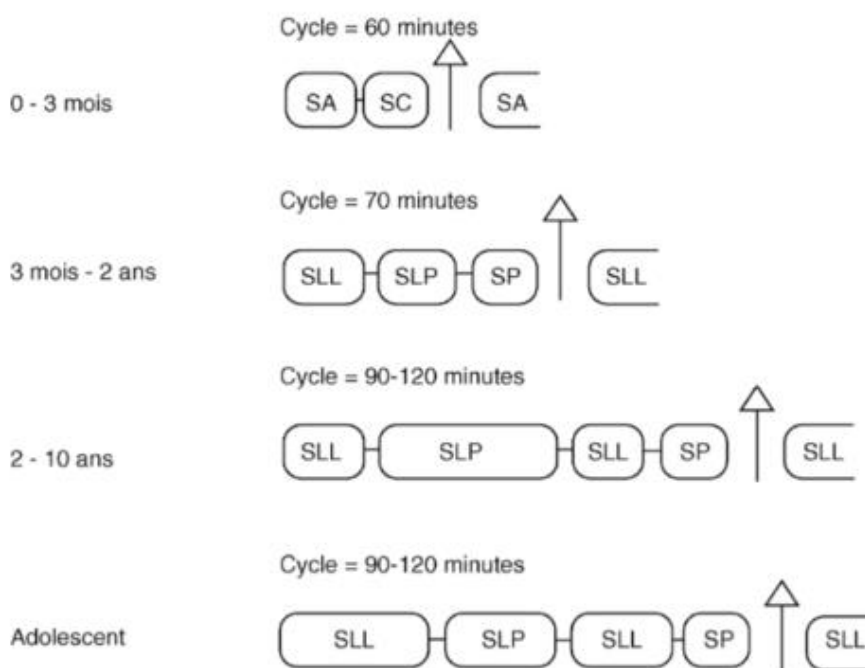 Cycle = 60 minutes
0 - 3 mois SA SC SA
Cycle = 70 minutes
3 mois - 2 ans SLL SLP SP SLL
Cycle = 90-120 minutes
2 - 10 ans SLL SLP SLL SP SLL
Cycle = 90-120 minutes
Adolescent SLL SLP SLL SP SLL